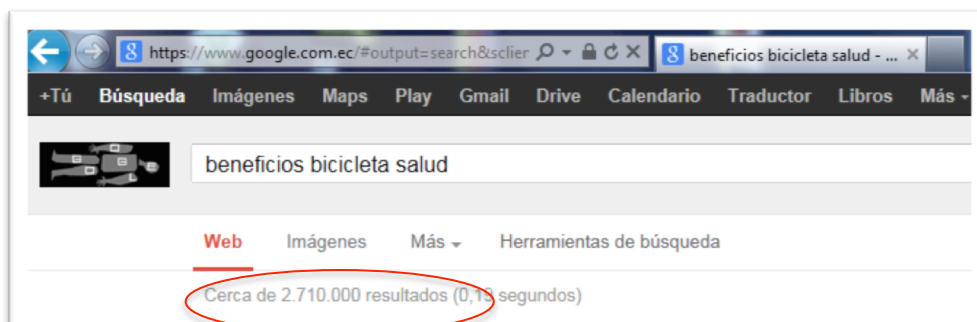 https://www.google.com.ec/#output=search&sclier
beneficios bicicleta salud - ...
+Tú Búsqueda Imágenes Maps Play Gmail Drive Calendario Traductor Libros Más
beneficios bicicleta salud
Web Imágenes Más Herramientas de búsqueda
Cerca de 2.710.000 resultados (0,19 segundos)